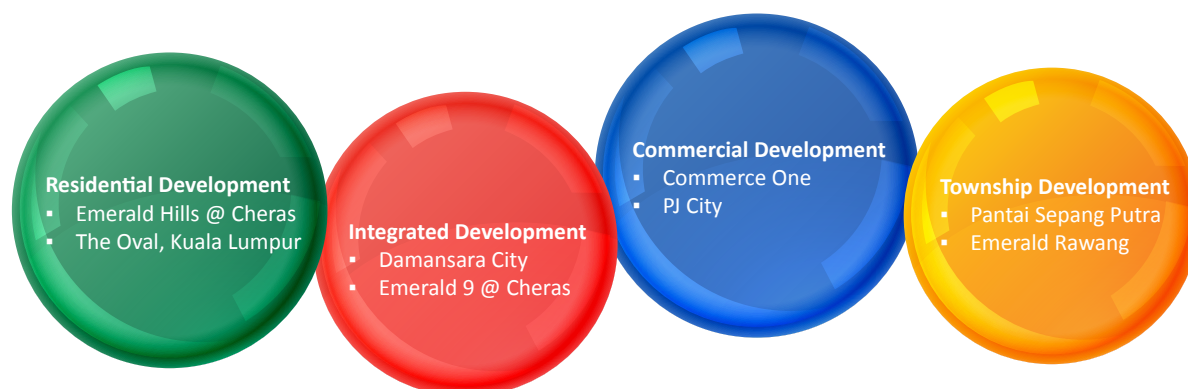 Residential Development
▪ Emerald Hills @ Cheras
▪ The Oval, Kuala Lumpur
Integrated Development
▪ Damansara City
▪ Emerald 9 @ Cheras
Commercial Development
▪ Commerce One
▪ PJ City
Township Development
▪ Pantai Sepang Putra
▪ Emerald Rawang